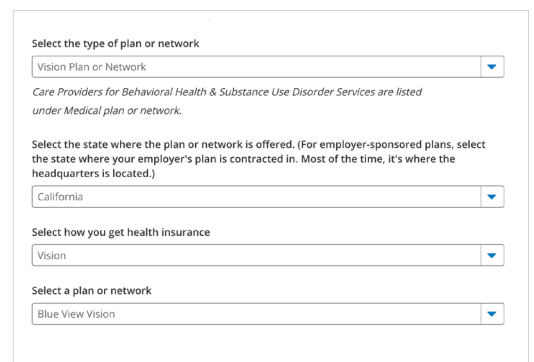 Select the type of plan or network
Vision Plan or Network
Care Providers for Behavioral Health & Substance Use Disorder Services are listed
under Medical plan or network.
Select the state where the plan or network is offered. (For employer-sponsored plans, select
the state where your employer's plan is contracted in. Most of the time, it's where the
headquarters is located.)
California
Select how you get health insurance
Vision
Select a plan or network
Blue View Vision